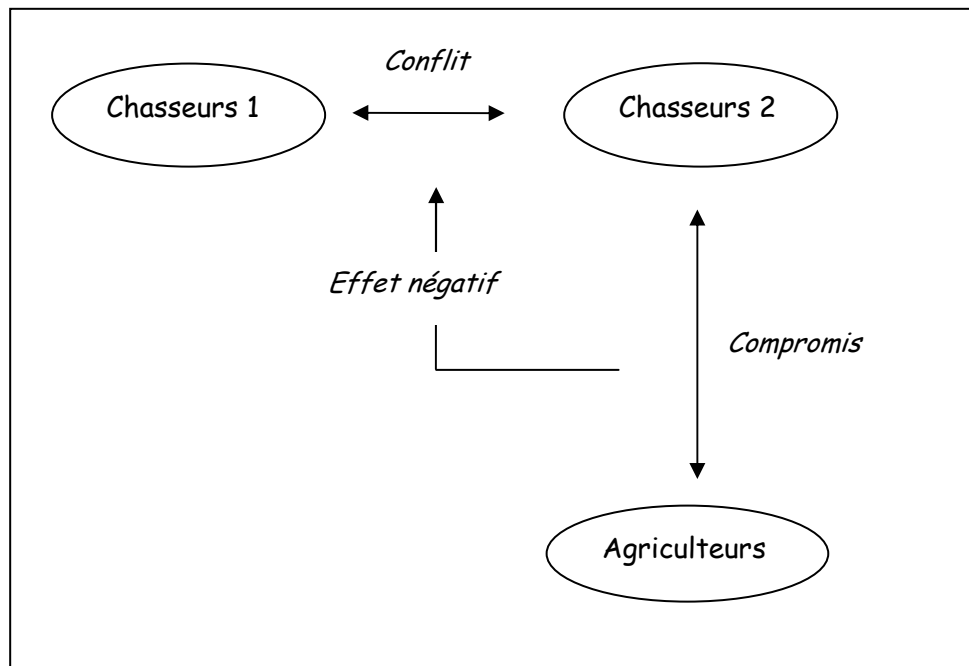 Conflit
Chasseurs 1
Chasseurs 2
Effet négatif
Compromis
Agriculteurs